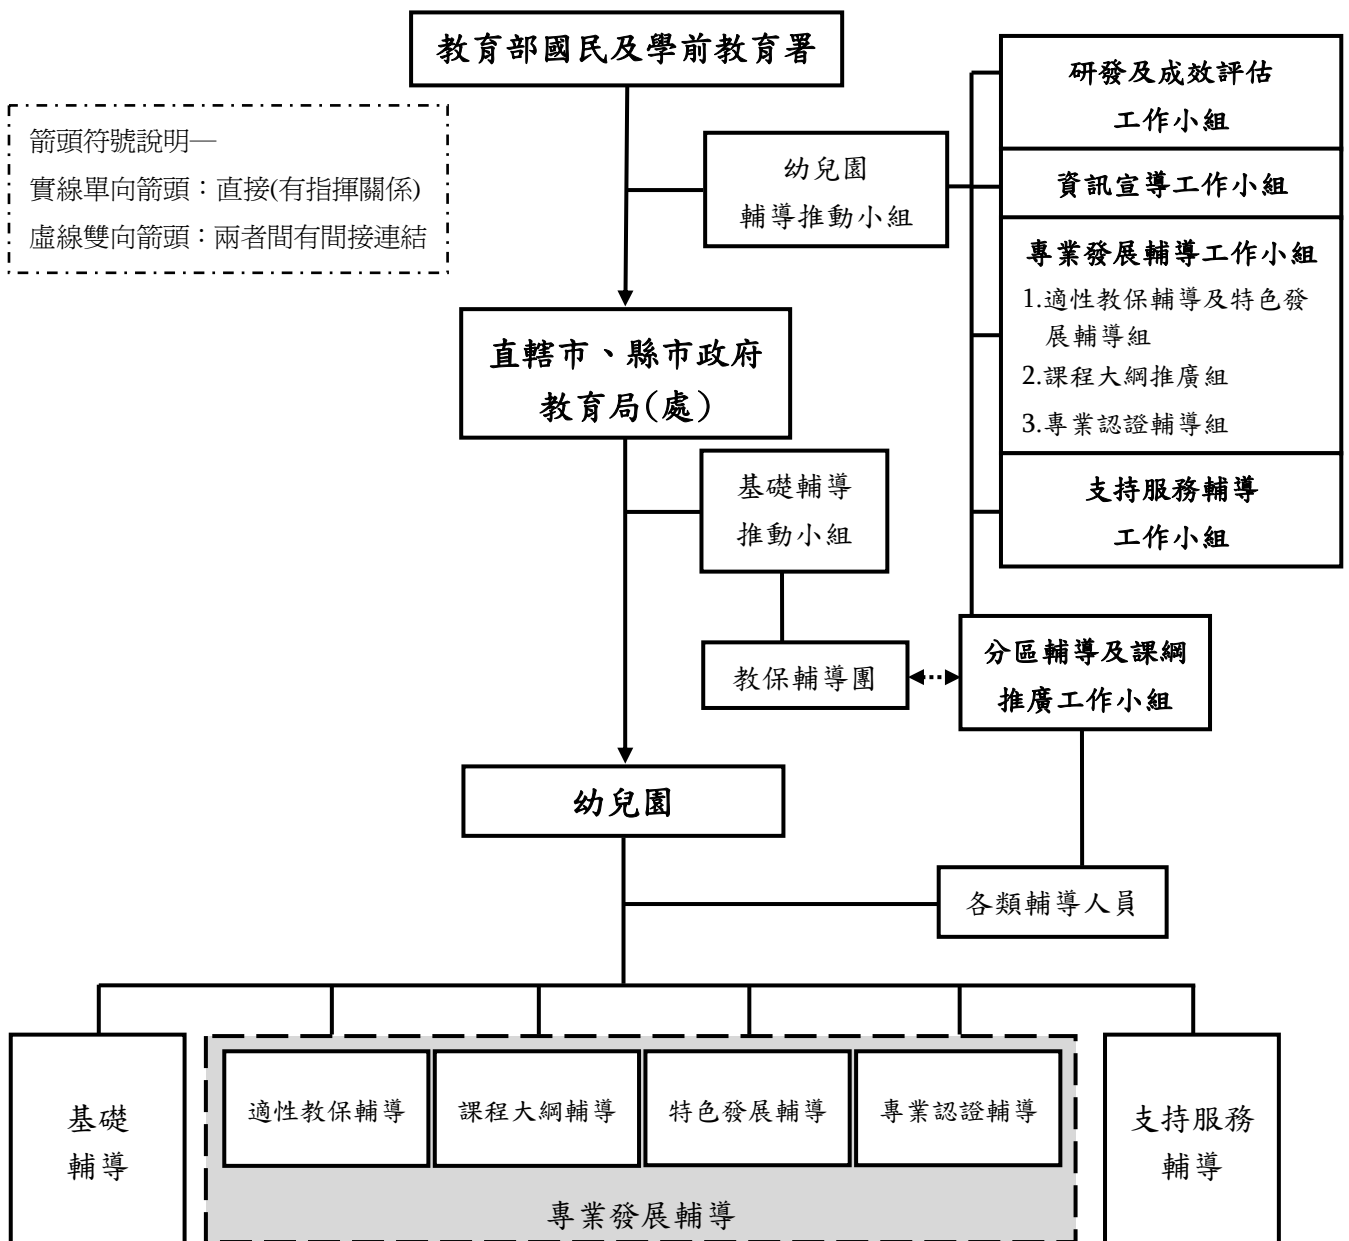 教育部國民及學前教育署
箭頭符號說明—
實線單向箭頭：直接(有指揮關係)
虛線雙向箭頭：兩者間有間接連結
幼兒園
輔導推動小組
研發及成效評估
工作小組
資訊宣導工作小組
專業發展輔導工作小組
1.適性教保輔導及特色發
展輔導組
2.課程大綱推廣組
3.專業認證輔導組
支持服務輔導
工作小組
直轄市、縣市政府
教育局(處)
基礎輔導
推動小組
教保輔導團
分區輔導及課綱
推廣工作小組
幼兒園
各類輔導人員
基礎
輔導
適性教保輔導
課程大綱輔導
特色發展輔導
專業認證輔導
專業發展輔導
支持服務
輔導